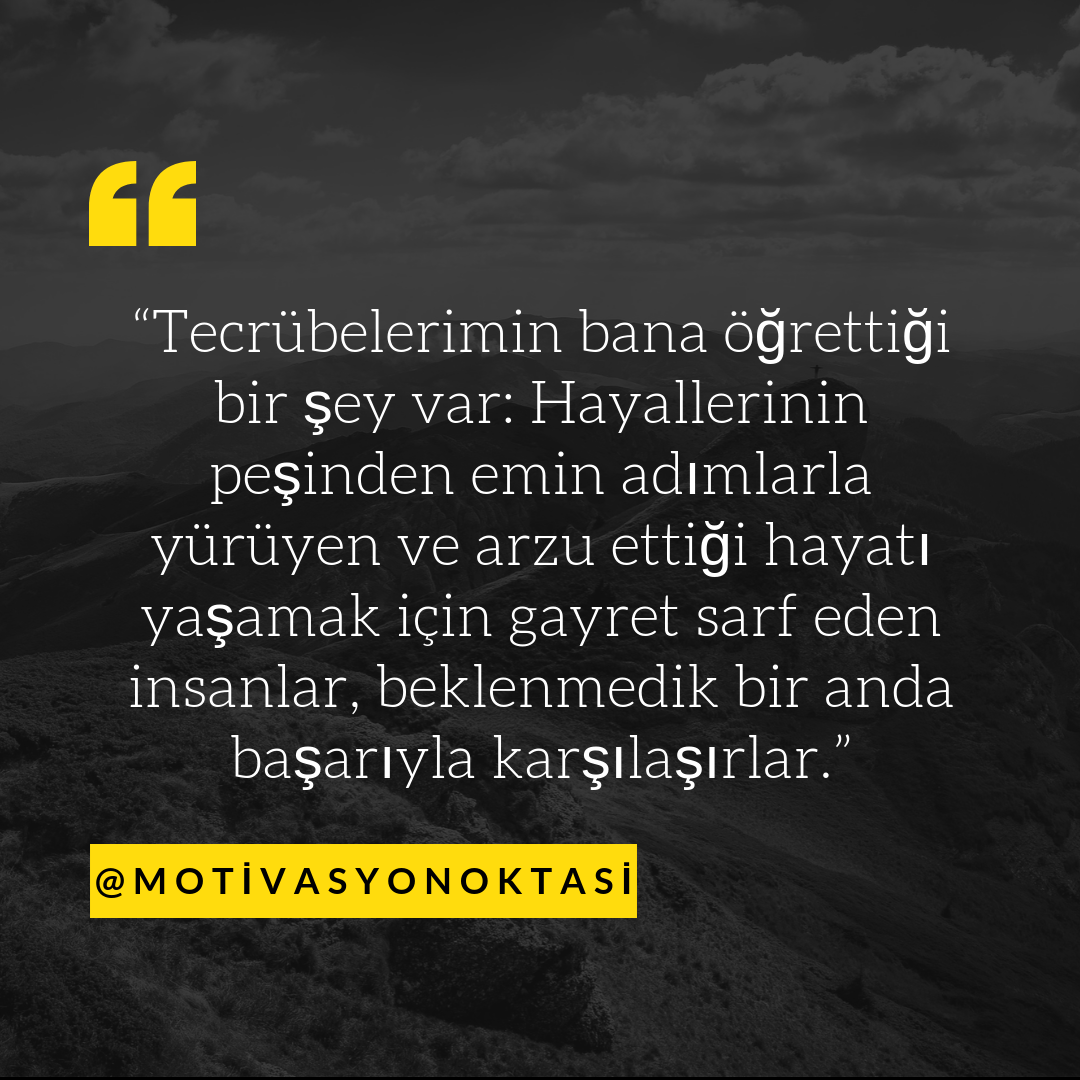 “Tecrübelerimin bana öğrettiği
bir şey var: Hayallerinin
peşinden emin adımlarla
yürüyen ve arzu ettiği hayatı
yaşamak için gayret sarf eden
insanlar, beklenmedik bir anda
başarıyla karşılaşırlar.”
@MOTİVASYONOKTASİ